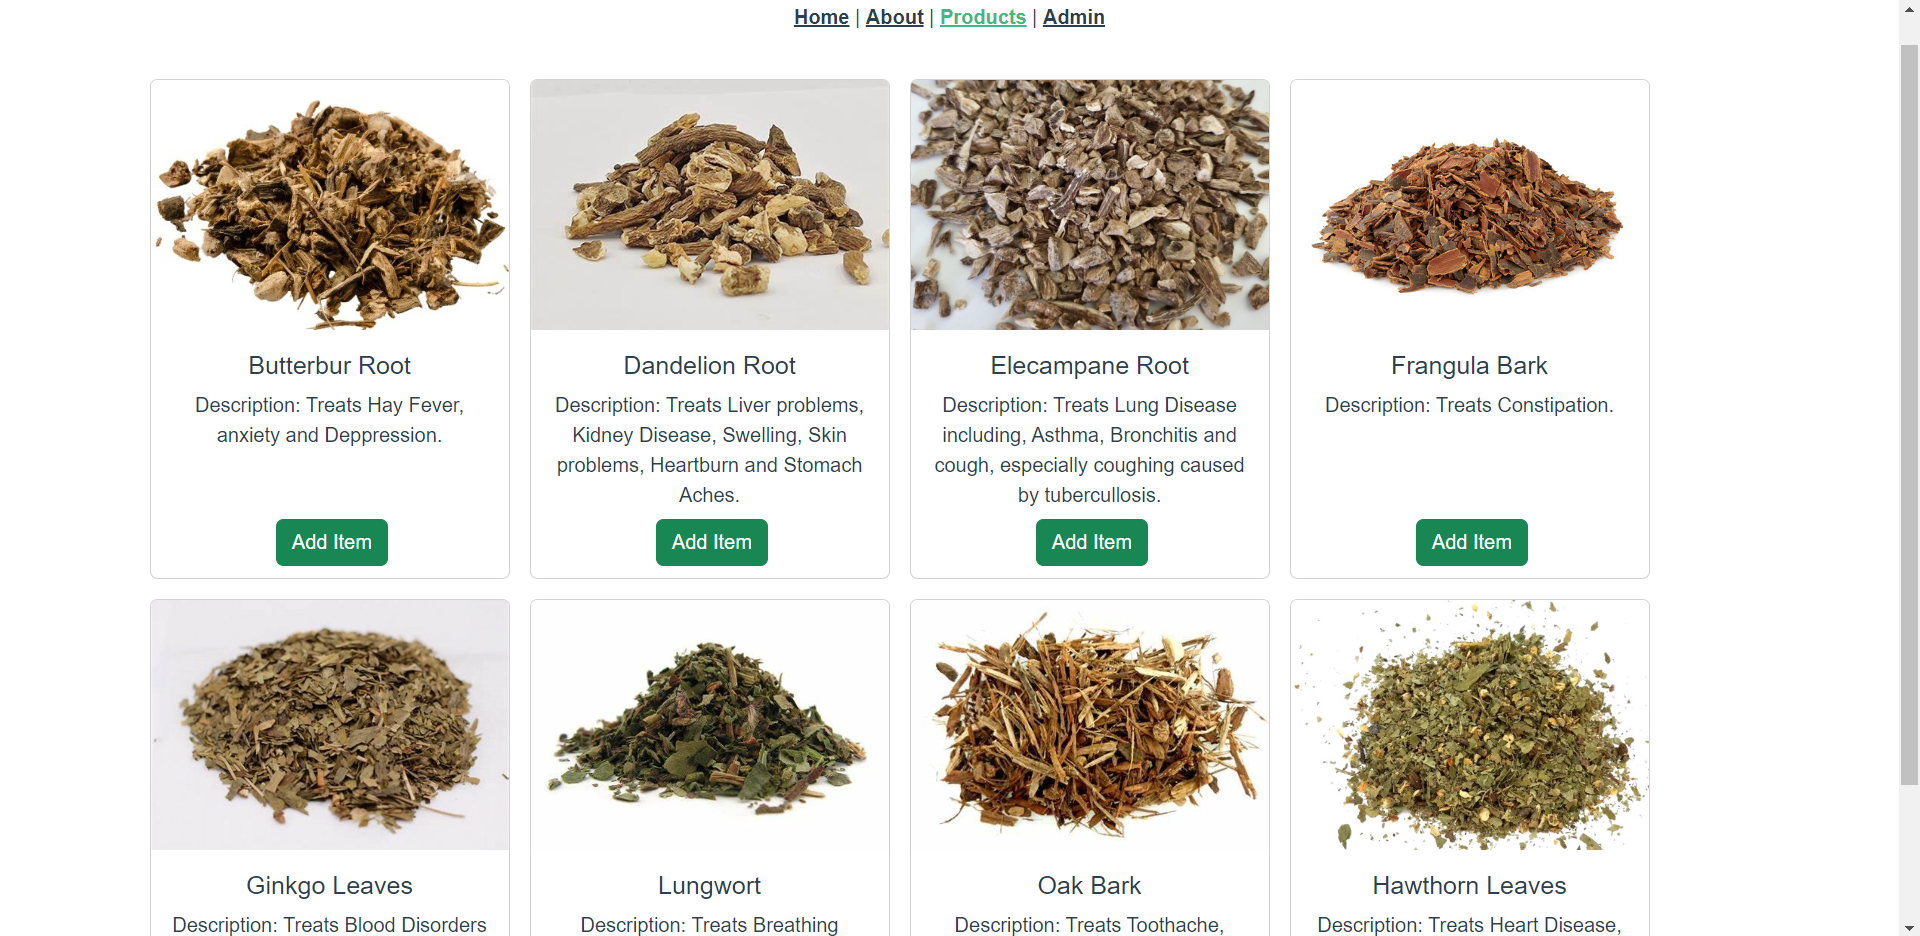 Home | About | Products | Admin
Butterbur Root
Description: Treats Hay Fever,
anxiety and Deppression.
Add Item
Dandelion Root
Description: Treats Liver problems,
Kidney Disease, Swelling, Skin
problems, Heartburn and Stomach
Aches.
Add Item
Elecampane Root
Description: Treats Lung Disease
including, Asthma, Bronchitis and
cough, especially coughing caused
by tubercullosis.
Add Item
Frangula Bark
Description: Treats Constipation.
Add Item
Ginkgo Leaves
Description: Treats Blood Disorders
Lungwort
Description: Treats Breathing
Oak Bark
Description: Treats Toothache,
Hawthorn Leaves
Description: Treats Heart Disease,